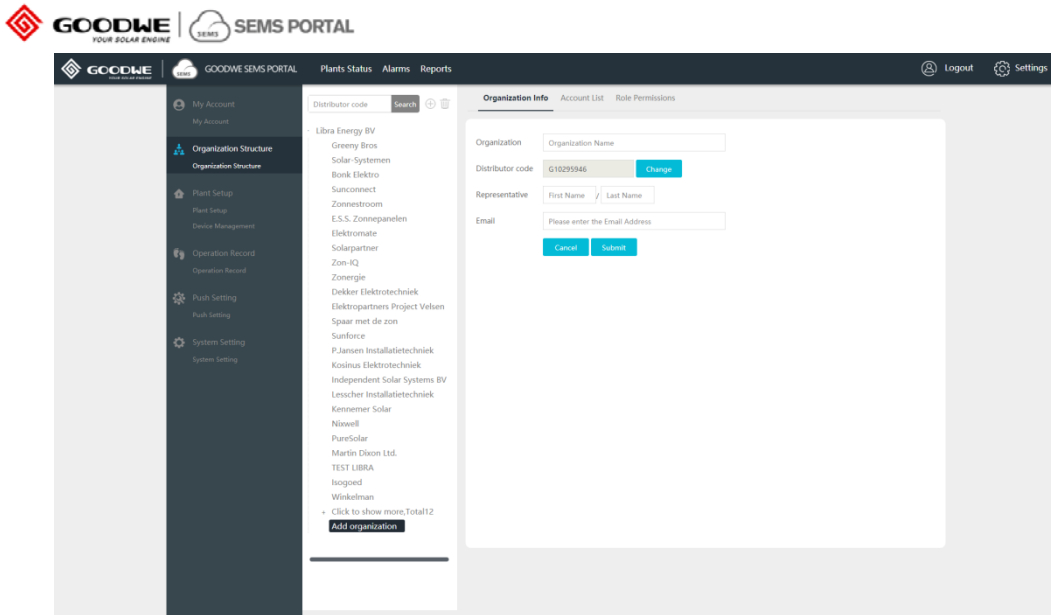 GOODWE
YOUR SOLAR ENGINE
SEMS
SEMS PORTAL
GOODWE
YOUR SOLAR ENGINE
SEMS
GOODWE SEMS PORTAL
Plants Status Alarms Reports
Logout
Settings
My Account
My Account
Organization Structure
Organization Structure
Plant Setup
Plant Setup
Device Management
Operation Record
Operation Record
Push Setting
Push Setting
System Setting
System Setting
Distributor code
Search
Libra Energy BV
Greeny Bros
Solar-Systemen
Bonk Elektro
Sunconnect
Zonnestroom
E.S.S. Zonnepanelen
Elektromate
Solarpartner
Zon-IQ
Zonergie
Dekker Elektrotechniek
Elektropartners Project Velsen
Spaar met de zon
Sunforce
P.Jansen Installatietechniek
Kosinus Elektrotechniek
Independent Solar Systems BV
Lesscher Installatietechniek
Kennemer Solar
Nixwell
PureSolar
Martin Dixon Ltd.
TEST LIBRA
Isogoed
Winkelman
+ Click to show more,Total12
Add organization
Organization Info Account List Role Permissions
Organization Organization Name
Distributor code G10295946 Change
Representative First Name / Last Name
Email Please enter the Email Address
Cancel Submit